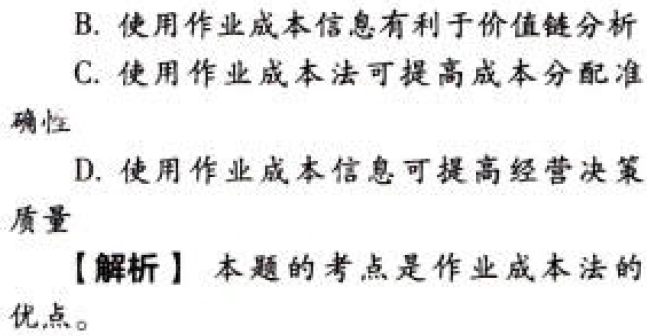 B. 使用作业成本信息有利于价值链分析
C. 使用作业成本法可提高成本分配准
确性
D. 使用作业成本信息可提高经营决策
质量
【解析】 本题的考点是作业成本法的
优点。